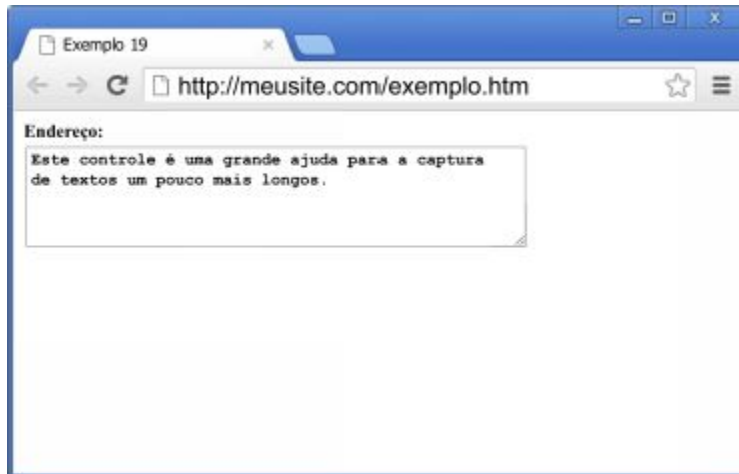 Exemplo 19
http://meusite.com/exemplo.htm
Endereço:
Este controle é uma grande ajuda para a captura
de textos um pouco mais longos.